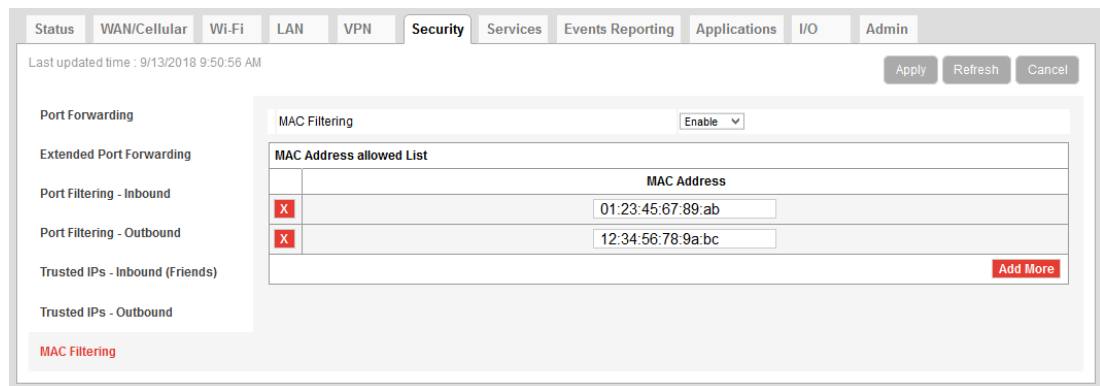 Status WAN/Cellular Wi-Fi LAN VPN Security Services Events Reporting Applications I/O Admin
Last updated time : 9/13/2018 9:50:56 AM
Apply Refresh Cancel
Port Forwarding
Extended Port Forwarding
Port Filtering - Inbound
Port Filtering - Outbound
Trusted IPs - Inbound (Friends)
Trusted IPs - Outbound
MAC Filtering
MAC Filtering Enable
MAC Address allowed List
MAC Address
X 01:23:45:67:89:ab
X 12:34:56:78:9a:bc
Add More